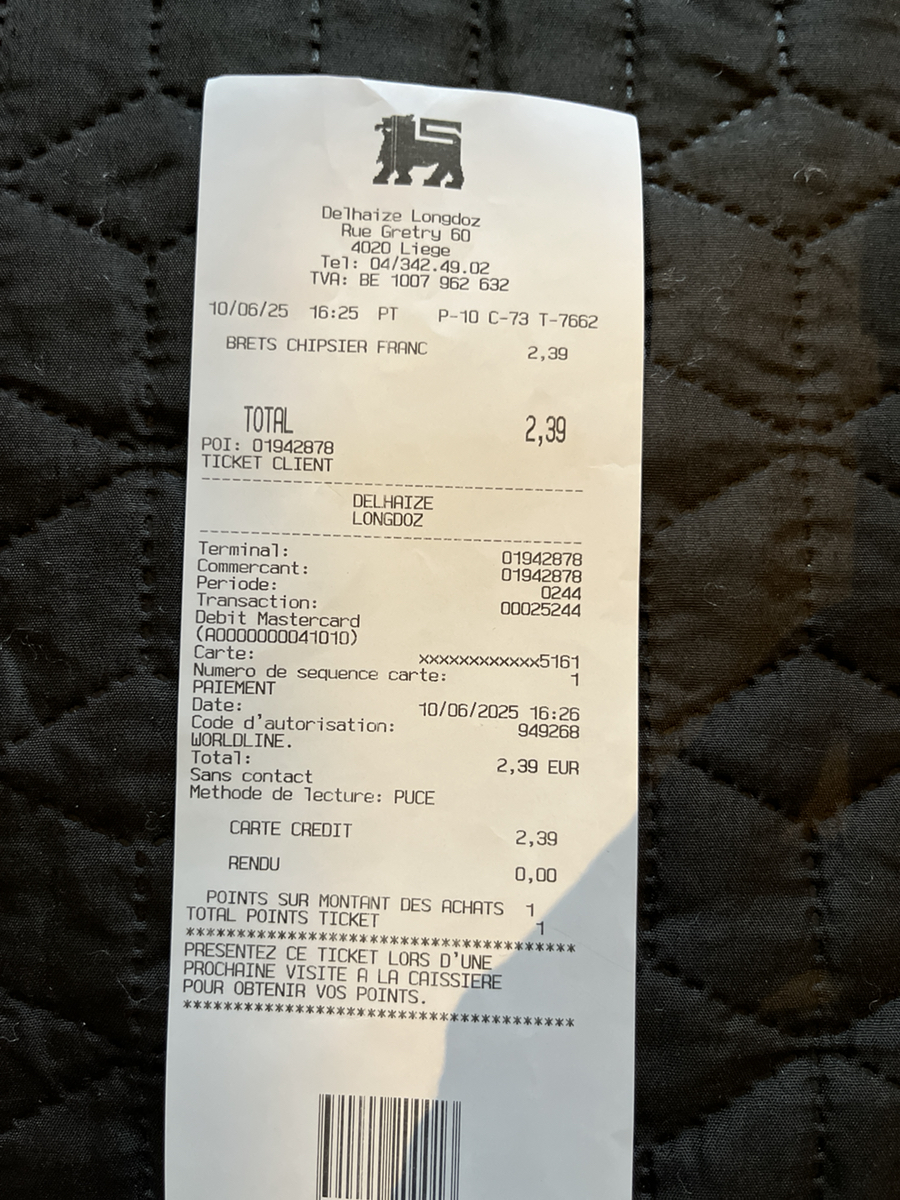 Delhaize Longdoz
Rue Gretry 60
4020 Liege
Tel: 04/342.49.02
TVA: BE 1007 962 632
10/06/25 16:25 PT P-10 C-73 T-7662
BRETS CHIPSIER FRANC 2,39
TOTAL 2,39
POI: 01942878
TICKET CLIENT
--------------------------------------
DELHAIZE
LONGDOZ
--------------------------------------
Terminal: 01942878
Commercant: 01942878
Periode: 0244
Transaction: 00025244
Debit Mastercard
(A0000000041010)
Carte: xxxxxxxxxxxx5161
Numero de sequence carte: 1
PAIEMENT
Date: 10/06/2025 16:26
Code d'autorisation: 949268
WORLDLINE.
Total: 2,39 EUR
Sans contact
Methode de lecture: PUCE
CARTE CREDIT 2,39
RENDU 0,00
POINTS SUR MONTANT DES ACHATS 1
TOTAL POINTS TICKET 1
**************************************
PRESENTEZ CE TICKET LORS D'UNE
PROCHAINE VISITE A LA CAISSIERE
POUR OBTENIR VOS POINTS.
**************************************